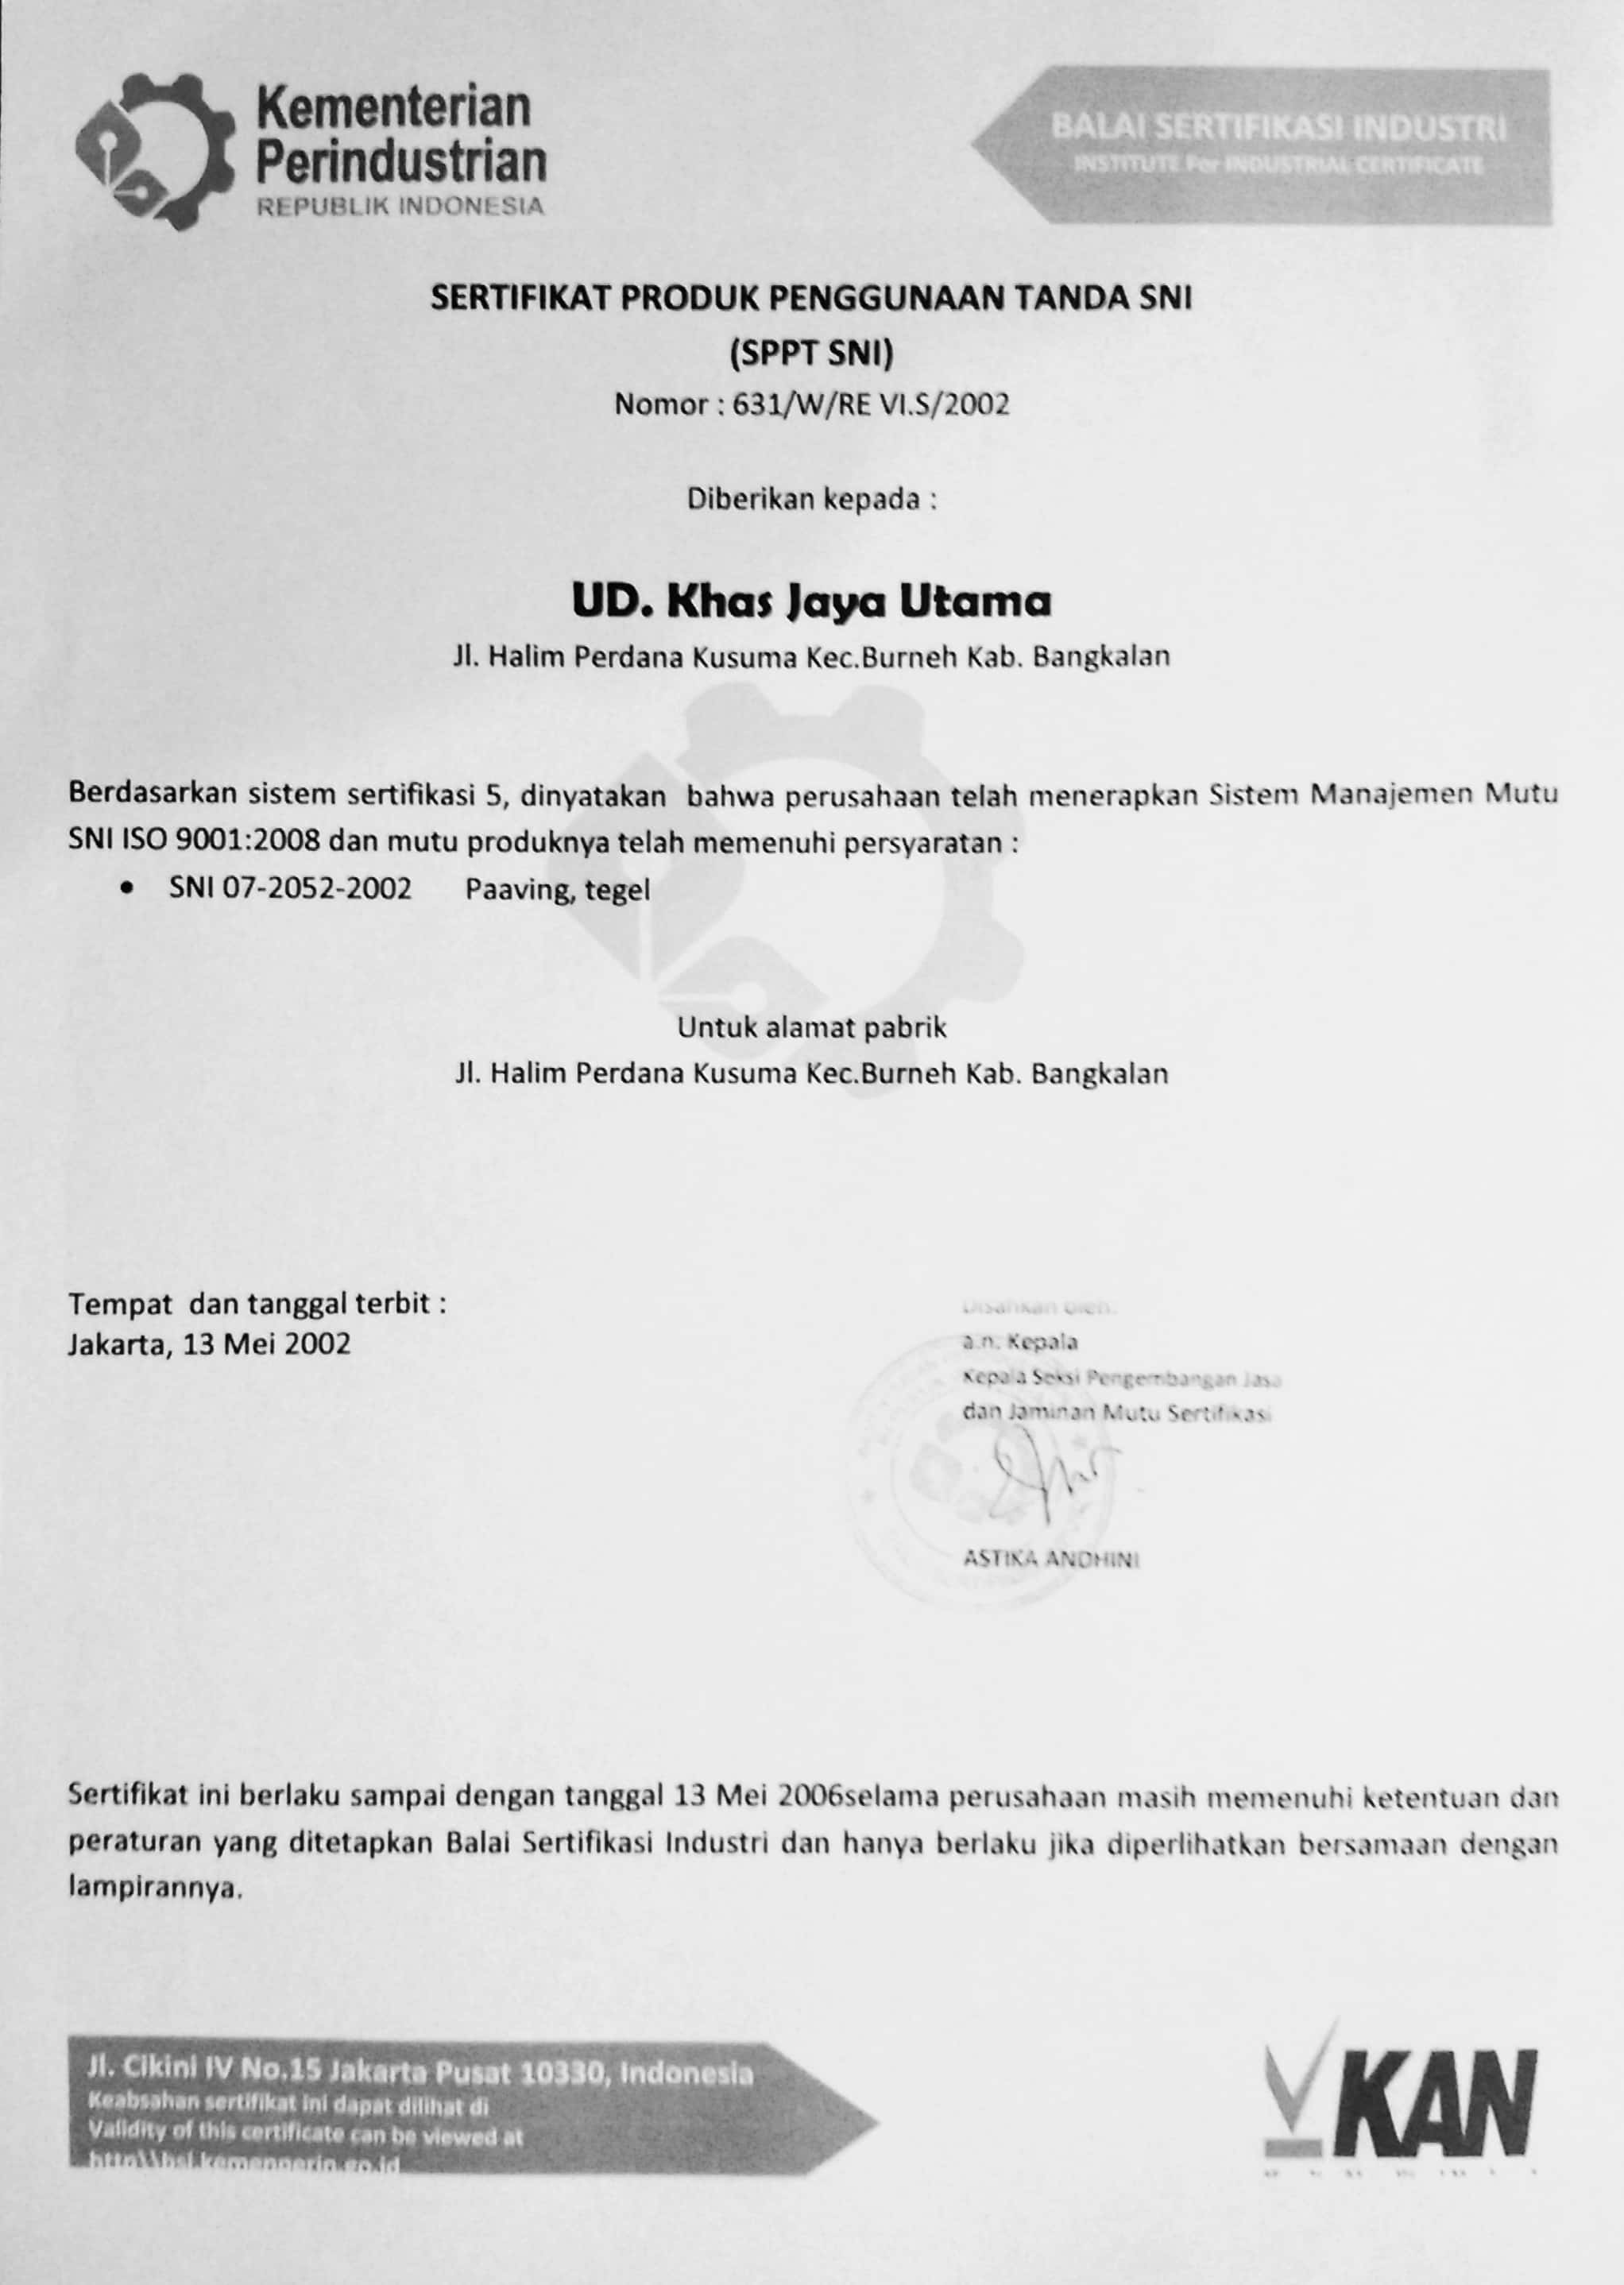 Kementerian
Perindustrian
REPUBLIK INDONESIA
BALAI SERTIFIKASI INDUSTRI
INSTITUTE For INDUSTRIAL CERTIFICATE
SERTIFIKAT PRODUK PENGGUNAAN TANDA SNI
(SPPT SNI)
Nomor : 631/W/RE VI.S/2002
Diberikan kepada :
UD. Khas Jaya Utama
Jl. Halim Perdana Kusuma Kec.Burneh Kab. Bangkalan
Berdasarkan sistem sertifikasi 5, dinyatakan bahwa perusahaan telah menerapkan Sistem Manajemen Mutu
SNI ISO 9001:2008 dan mutu produknya telah memenuhi persyaratan :
• SNI 07-2052-2002 Paaving, tegel
Untuk alamat pabrik
Jl. Halim Perdana Kusuma Kec.Burneh Kab. Bangkalan
Tempat dan tanggal terbit :
Jakarta, 13 Mei 2002
Disahkan oleh:
a.n. Kepala
Kepala Seksi Pengembangan Jasa
dan Jaminan Mutu Sertifikasi
ASTIKA ANDHINI
Sertifikat ini berlaku sampai dengan tanggal 13 Mei 2006selama perusahaan masih memenuhi ketentuan dan
peraturan yang ditetapkan Balai Sertifikasi Industri dan hanya berlaku jika diperlihatkan bersamaan dengan
lampirannya.
Jl. Cikini IV No.15 Jakarta Pusat 10330, Indonesia
Keabsahan sertifikat ini dapat dilihat di
Validity of this certificate can be viewed at
http\\bsi.kemenperin.go.id
KAN